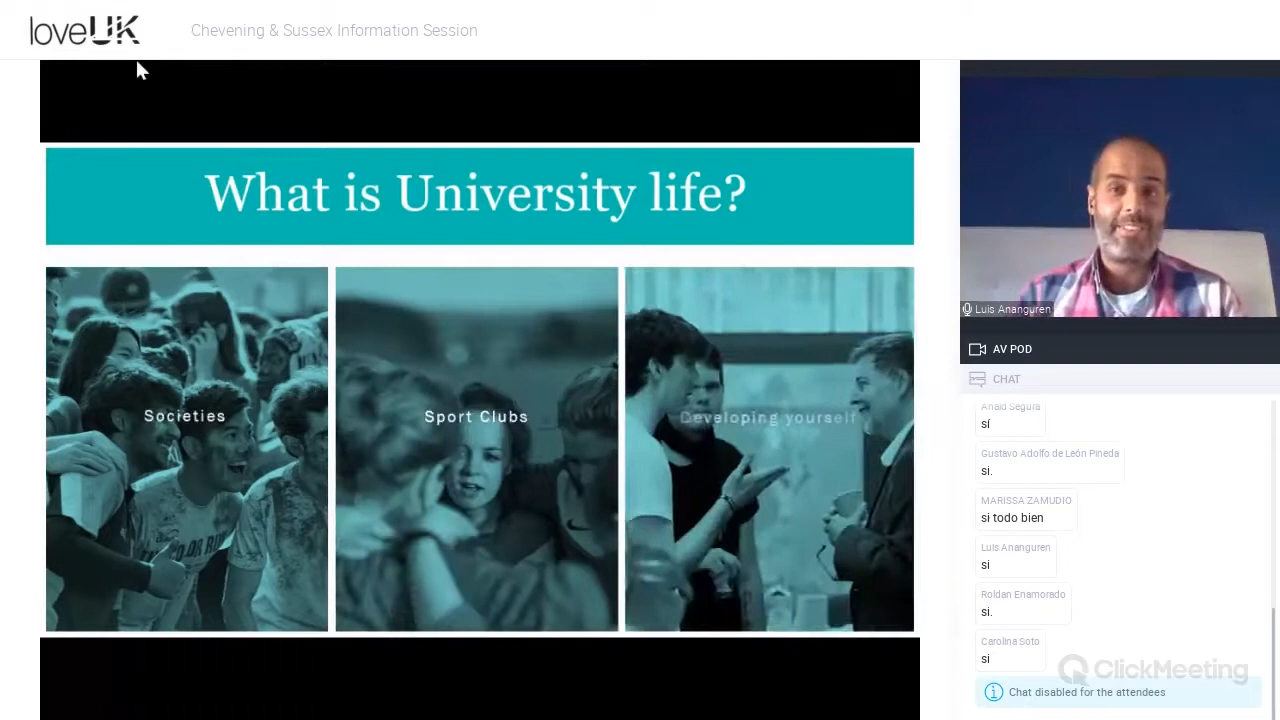 loveUK
Chevening & Sussex Information Session
What is University life?
Societies
Sport Clubs
Developing yourself
Luis Ananguren
AV POD
CHAT
Anaid Segura
sí
Gustavo Adolfo de León Pineda
si.
MARISSA ZAMUDIO
si todo bien
Luis Ananguren
si
Roldan Enamorado
si.
Carolina Soto
si
ClickMeeting
Chat disabled for the attendees